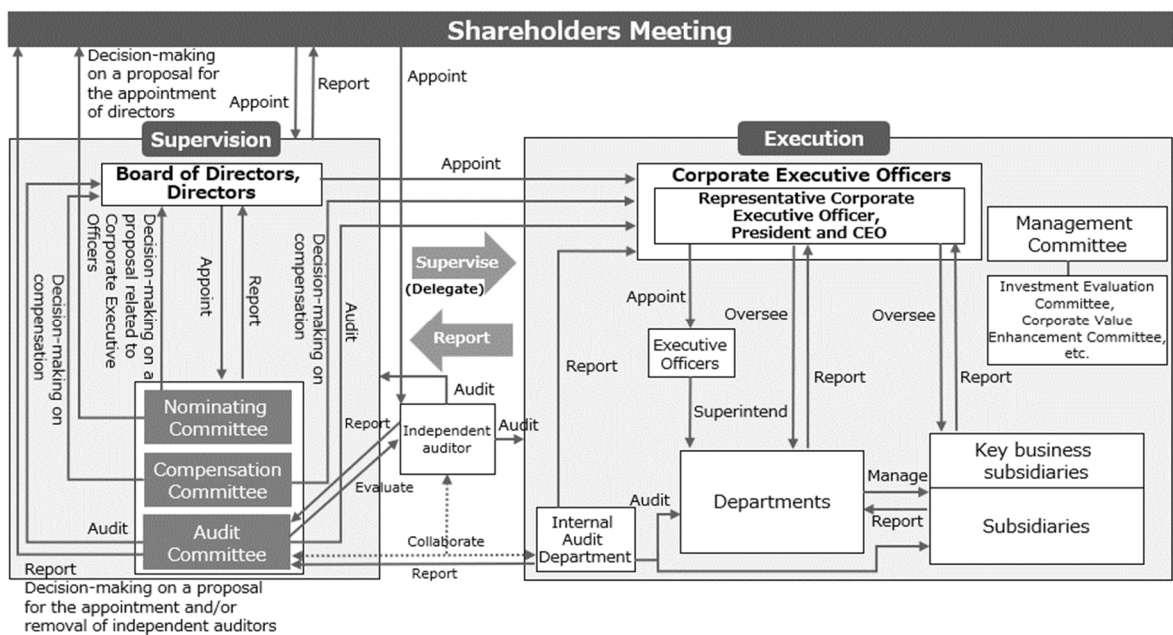 Shareholders Meeting
Decision-making
on a proposal for
the appointment
of directors
Appoint
Report
Appoint
Supervision
Execution
Board of Directors,
Directors
Appoint
Corporate Executive Officers
Representative Corporate
Executive Officer,
President and CEO
Management
Committee
Investment Evaluation
Committee,
Corporate Value
Enhancement Committee,
etc.
Decision-making on
compensation
Decision-making on a
proposal related to
Corporate Executive
Officers
Appoint
Report
Decision-making on
compensation
Audit
Supervise
(Delegate)
Report
Appoint
Executive
Officers
Superintend
Oversee
Report
Oversee
Report
Report
Nominating
Committee
Compensation
Committee
Audit
Committee
Audit
Report
Evaluate
Audit
Independent
auditor
Audit
Collaborate
Report
Internal
Audit
Department
Audit
Departments
Manage
Report
Key business
subsidiaries
Subsidiaries
Report
Decision-making on a proposal
for the appointment and/or
removal of independent auditors